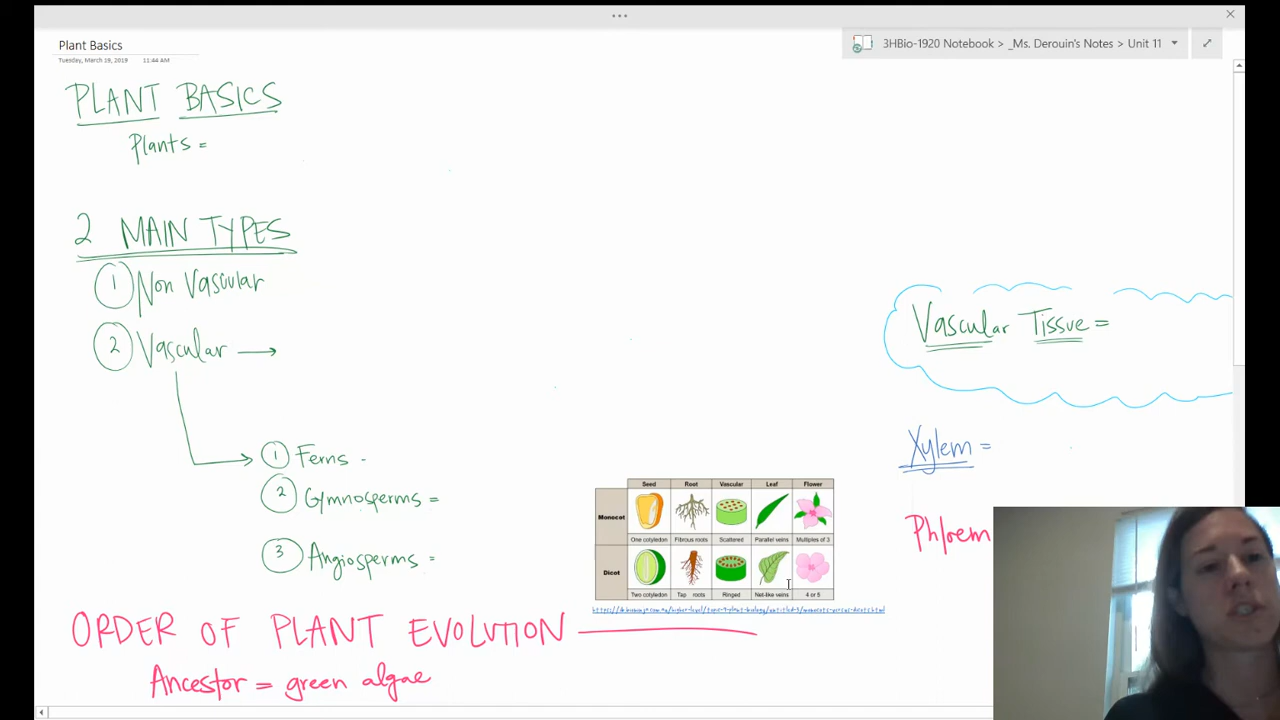 Plant Basics
Tuesday, March 19, 2019 11:44 AM
3HBio-1920 Notebook > _Ms. Derouin's Notes > Unit 11
PLANT BASICS
Plants =
2 MAIN TYPES
1 Non Vascular
2 Vascular →
Vascular Tissue =
Xylem =
Phloem
1 Ferns -
2 Gymnosperms =
3 Angiosperms =
Seed Root Vascular Leaf Flower
Monocot
One cotyledon Fibrous roots Scattered Parallel veins Multiples of 3
Dicot
Two cotyledon Tap roots Ringed Net-like veins 4 or 5
ORDER OF PLANT EVOLUTION
Ancestor = green algae